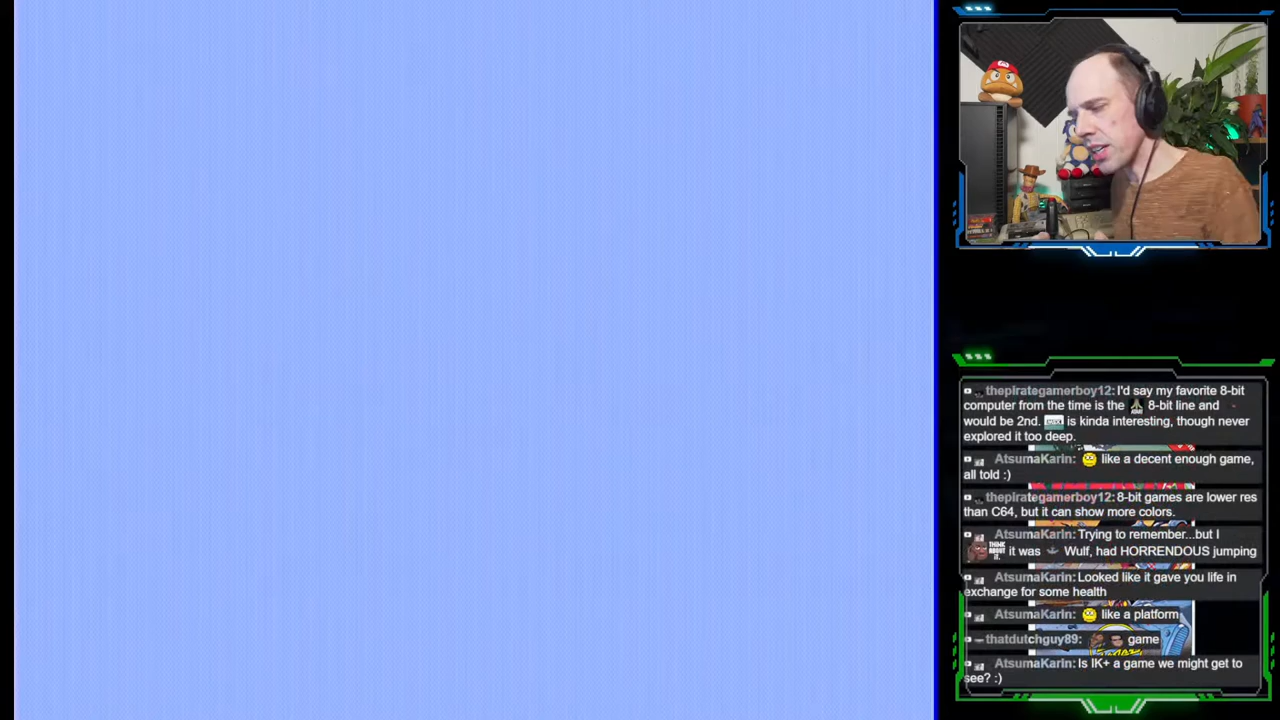 thepirategamerboy12: I'd say my favorite 8-bit
computer from the time is the 8-bit line and
would be 2nd. is kinda interesting, though never
explored it too deep.
AtsumaKarin: like a decent enough game,
all told :)
thepirategamerboy12: 8-bit games are lower res
than C64, but it can show more colors.
AtsumaKarin: Trying to remember...but I
THINK ABOUT IT. it was Wulf, had HORRENDOUS jumping
AtsumaKarin: Looked like it gave you life in
exchange for some health
AtsumaKarin: like a platform
thatdutchguy89: game
AtsumaKarin: Is IK+ a game we might get to
see? :)